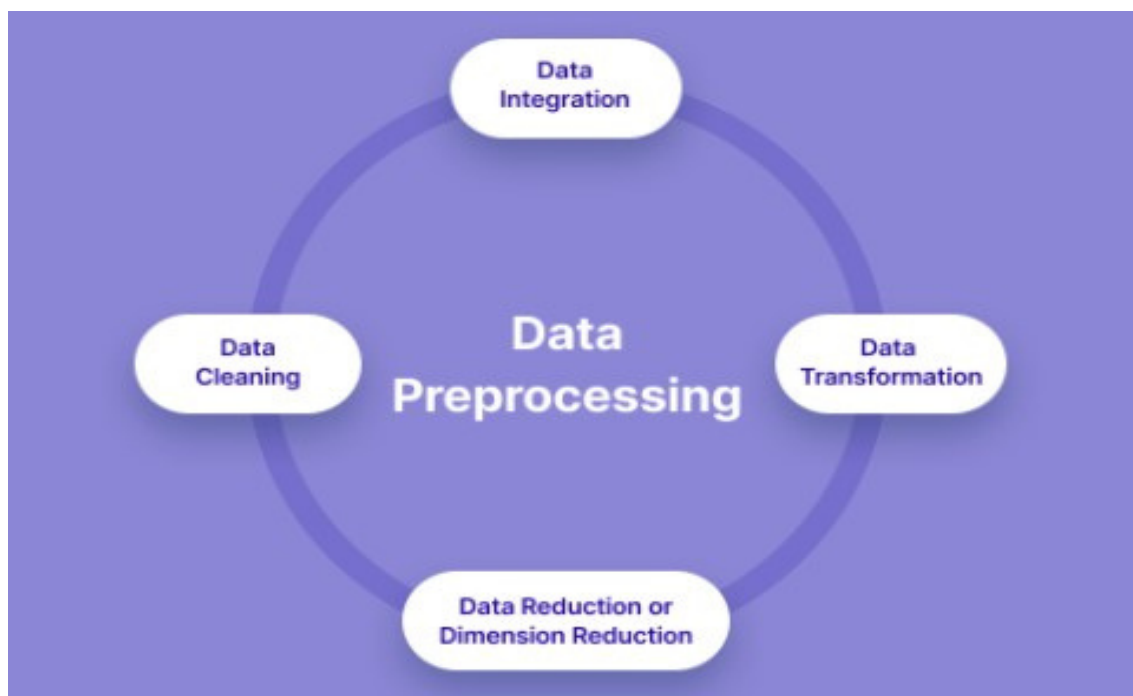 Data
Integration
Data
Cleaning
Data
Preprocessing
Data
Transformation
Data Reduction or
Dimension Reduction